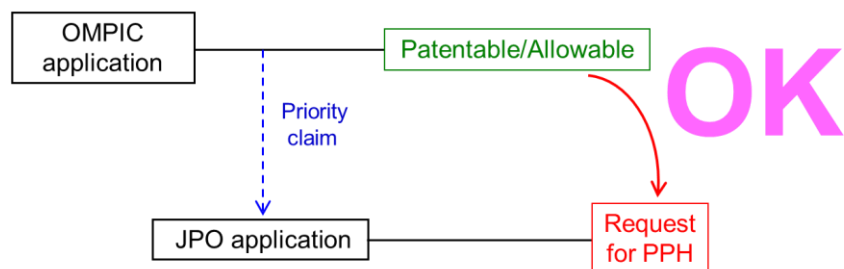 OMPIC
application
Patentable/Allowable
OK
Priority
claim
JPO application
Request
for PPH